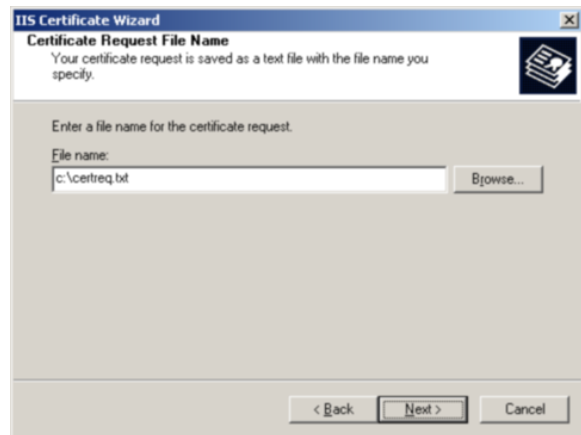 IIS Certificate Wizard
Certificate Request File Name
Your certificate request is saved as a text file with the file name you
specify.
Enter a file name for the certificate request.
File name:
c:\certreq.txt
Browse...
< Back
Next >
Cancel